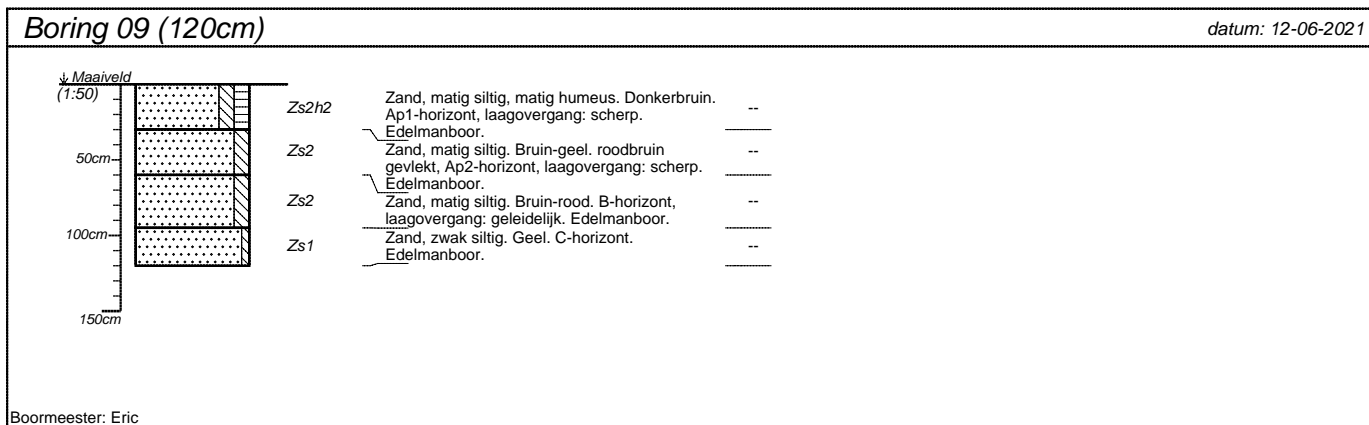 Boring 09 (120cm)
datum: 12-06-2021
Maaiveld
(1:50)
Zs2h2
Zand, matig siltig, matig humeus. Donkerbruin.
Ap1-horizont, laagovergang: scherp.
Edelmanboor.
--
50cm
Zs2
Zand, matig siltig. Bruin-geel. roodbruin
gevlekt, Ap2-horizont, laagovergang: scherp.
Edelmanboor.
--
Zs2
Zand, matig siltig. Bruin-rood. B-horizont,
laagovergang: geleidelijk. Edelmanboor.
--
100cm
Zs1
Zand, zwak siltig. Geel. C-horizont.
Edelmanboor.
--
150cm
Boormeester: Eric